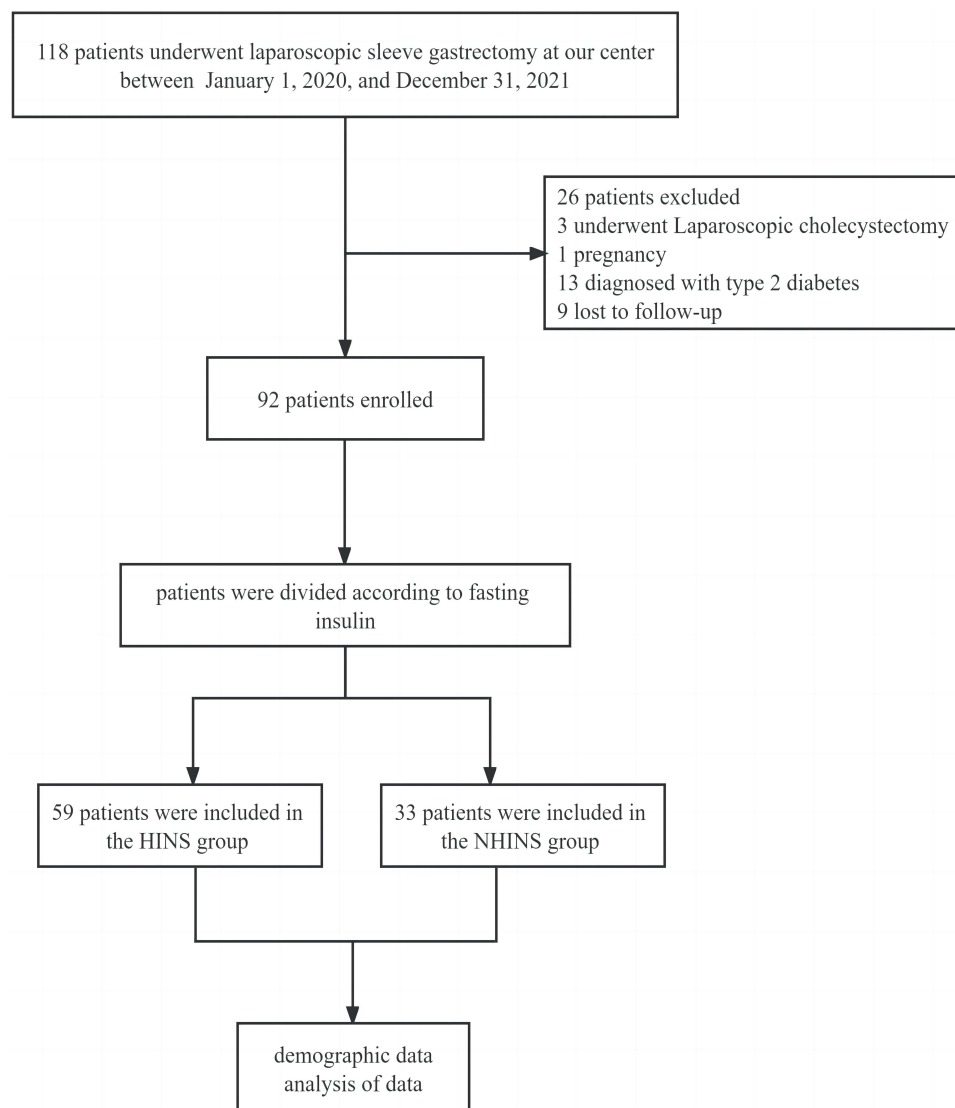 118 patients underwent laparoscopic sleeve gastrectomy at our center
between  January 1, 2020, and December 31, 2021
26 patients excluded
3 underwent Laparoscopic cholecystectomy
1 pregnancy
13 diagnosed with type 2 diabetes
9 lost to follow-up
92 patients enrolled
patients were divided according to fasting
insulin
59 patients were included in
the HINS group
33 patients were included in
the NHINS group
demographic data
analysis of data